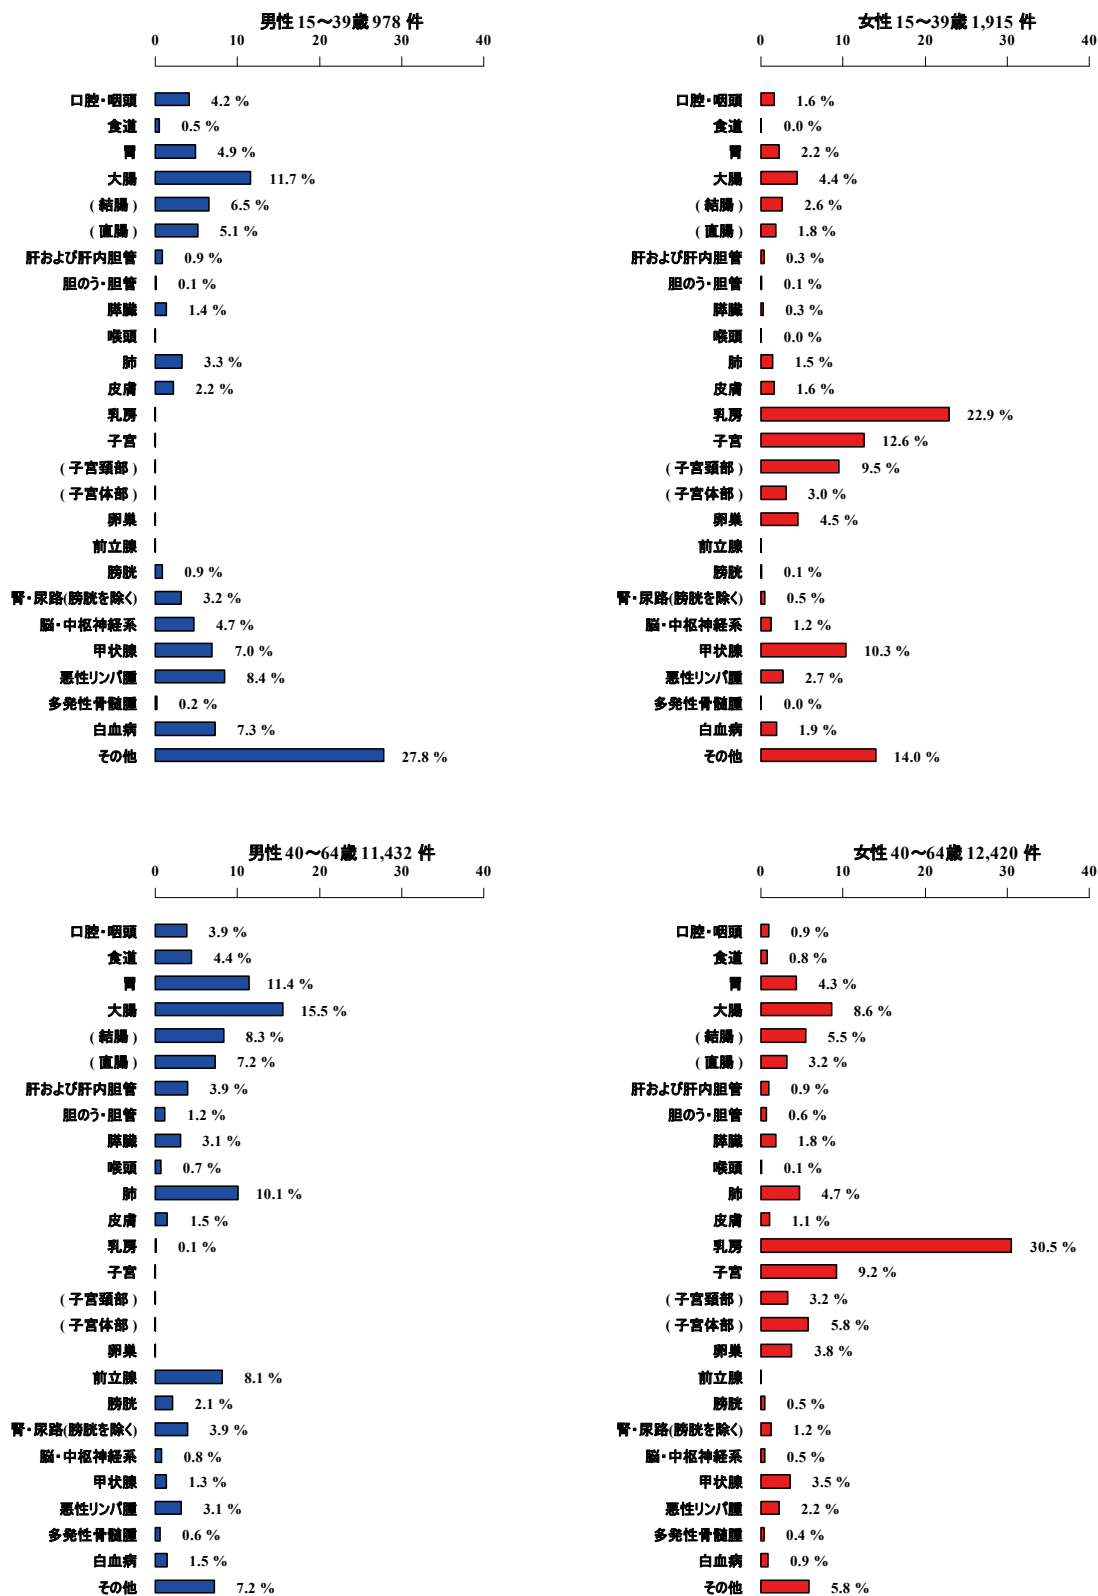 男性 15～39歳 978 件
0 10 20 30 40
口腔・咽頭 4.2 %
食道 0.5 %
胃 4.9 %
大腸 11.7 %
( 結腸 ) 6.5 %
( 直腸 ) 5.1 %
肝および肝内胆管 0.9 %
胆のう・胆管 0.1 %
膵臓 1.4 %
喉頭
肺 3.3 %
皮膚 2.2 %
乳房
子宮
( 子宮頸部 )
( 子宮体部 )
卵巣
前立腺
膀胱 0.9 %
腎・尿路(膀胱を除く) 3.2 %
脳・中枢神経系 4.7 %
甲状腺 7.0 %
悪性リンパ腫 8.4 %
多発性骨髄腫 0.2 %
白血病 7.3 %
その他 27.8 %
女性 15～39歳 1,915 件
0 10 20 30 40
口腔・咽頭 1.6 %
食道 0.0 %
胃 2.2 %
大腸 4.4 %
( 結腸 ) 2.6 %
( 直腸 ) 1.8 %
肝および肝内胆管 0.3 %
胆のう・胆管 0.1 %
膵臓 0.3 %
喉頭 0.0 %
肺 1.5 %
皮膚 1.6 %
乳房 22.9 %
子宮 12.6 %
( 子宮頸部 ) 9.5 %
( 子宮体部 ) 3.0 %
卵巣 4.5 %
前立腺
膀胱 0.1 %
腎・尿路(膀胱を除く) 0.5 %
脳・中枢神経系 1.2 %
甲状腺 10.3 %
悪性リンパ腫 2.7 %
多発性骨髄腫 0.0 %
白血病 1.9 %
その他 14.0 %
男性 40～64歳 11,432 件
0 10 20 30 40
口腔・咽頭 3.9 %
食道 4.4 %
胃 11.4 %
大腸 15.5 %
( 結腸 ) 8.3 %
( 直腸 ) 7.2 %
肝および肝内胆管 3.9 %
胆のう・胆管 1.2 %
膵臓 3.1 %
喉頭 0.7 %
肺 10.1 %
皮膚 1.5 %
乳房 0.1 %
子宮
( 子宮頸部 )
( 子宮体部 )
卵巣
前立腺 8.1 %
膀胱 2.1 %
腎・尿路(膀胱を除く) 3.9 %
脳・中枢神経系 0.8 %
甲状腺 1.3 %
悪性リンパ腫 3.1 %
多発性骨髄腫 0.6 %
白血病 1.5 %
その他 7.2 %
女性 40～64歳 12,420 件
0 10 20 30 40
口腔・咽頭 0.9 %
食道 0.8 %
胃 4.3 %
大腸 8.6 %
( 結腸 ) 5.5 %
( 直腸 ) 3.2 %
肝および肝内胆管 0.9 %
胆のう・胆管 0.6 %
膵臓 1.8 %
喉頭 0.1 %
肺 4.7 %
皮膚 1.1 %
乳房 30.5 %
子宮 9.2 %
( 子宮頸部 ) 3.2 %
( 子宮体部 ) 5.8 %
卵巣 3.8 %
前立腺
膀胱 0.5 %
腎・尿路(膀胱を除く) 1.2 %
脳・中枢神経系 0.5 %
甲状腺 3.5 %
悪性リンパ腫 2.2 %
多発性骨髄腫 0.4 %
白血病 0.9 %
その他 5.8 %